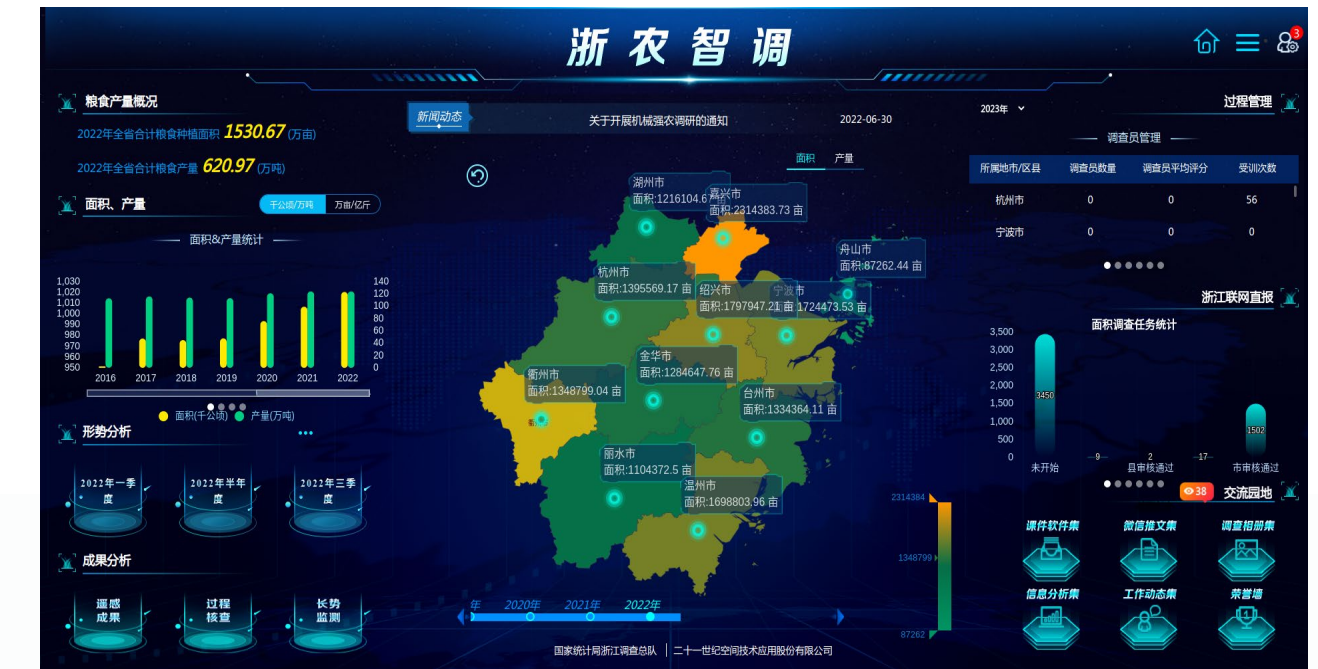 浙农智调
3
粮食产量概况
2022年全省合计粮食种植面积 1530.67 (万亩)
2022年全省合计粮食产量 620.97 (万吨)
面积、产量
千公顷/万吨 万亩/亿斤
面积&产量统计
1,030
1,020
1,010
1,000
990
980
970
960
950
140
120
100
80
60
40
20
0
2016 2017 2018 2019 2020 2021 2022
面积(千公顷) 产量(万吨)
形势分析
2022年一季度
2022年半年度
2022年三季度
成果分析
遥感成果
过程核查
长势监测
新闻动态
关于开展机械强农调研的通知 2022-06-30
面积 产量
湖州市
面积:1216104.67
嘉兴市
面积:2314383.73 亩
舟山市
面积:87262.44 亩
杭州市
面积:1395569.17 亩
绍兴市
面积:1797947.21 亩
宁波市
1724473.53 亩
金华市
面积:1284647.76 亩
衢州市
面积:1348799.04 亩
台州市
面积:1334364.11 亩
丽水市
面积:1104372.5 亩
温州市
面积:1698803.96 亩
2314384
1348799
87262
年 2020年 2021年 2022年
国家统计局浙江调查总队 | 二十一世纪空间技术应用股份有限公司
2023年
过程管理
调查员管理
所属地市/区县 调查员数量 调查员平均评分 受训次数
杭州市 0 0 56
宁波市 0 0 0
浙江联网直报
面积调查任务统计
3,500
3,000
2,500
2,000
1,500
1,000
500
0
3450
9
2
17
1502
未开始 县审核通过 市审核通过
38
交流园地
课件软件集 微信推文集 调查相册集
信息分析集 工作动态集 荣誉墙